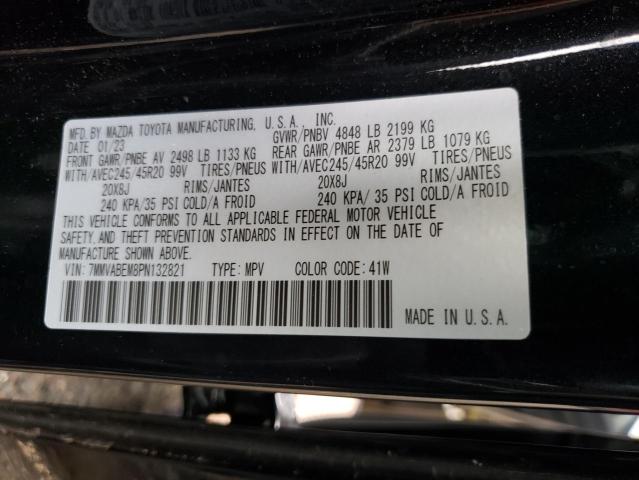 MFD.BY MAZDA TOYOTA MANUFACTURING, U.S.A., INC.
DATE 01/23 GVWR/PNBV 4848 LB 2199 KG
FRONT GAWR/PNBE AV 2498 LB 1133 KG REAR GAWR/PNBE AR 2379 LB 1079 KG
WITH/AVEC245/45R20 99V TIRES/PNEUS WITH/AVEC245/45R20 99V TIRES/PNEUS
20X8J RIMS/JANTES 20X8J RIMS/JANTES
240 KPA/35 PSI COLD/A FROID 240 KPA/ 35 PSI COLD/A FROID
THIS VEHICLE CONFORMS TO ALL APPLICABLE FEDERAL MOTOR VEHICLE
SAFETY, AND THEFT PREVENTION STANDARDS IN EFFECT ON THE DATE OF
MANUFACTURE SHOWN ABOVE.
VIN: 7MMVABEM8PN132821 TYPE: MPV COLOR CODE: 41W
MADE IN U.S.A.